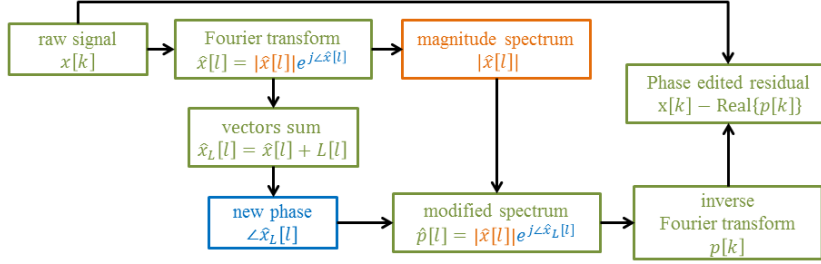 raw signal
x[k]
Fourier transform
x̂[l] = |x̂[l]|e^{j∠x̂[l]}
magnitude spectrum
|x̂[l]|
Phase edited residual
x[k] − Real{p[k]}
vectors sum
x̂_L[l] = x̂[l] + L[l]
new phase
∠x̂_L[l]
modified spectrum
p̂[l] = |x̂[l]|e^{j∠x̂_L[l]}
inverse
Fourier transform
p[k]